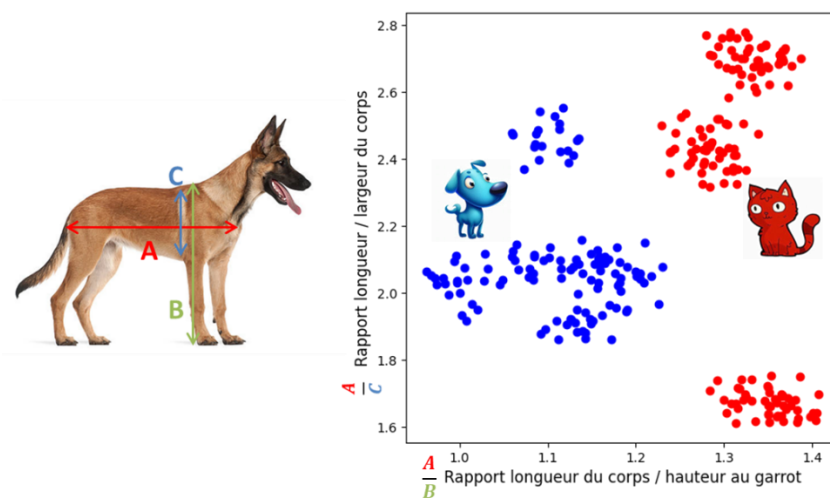 C
A
B
A
C
Rapport longueur / largeur du corps
2.8
2.6
2.4
2.2
2.0
1.8
1.6
1.0 1.1 1.2 1.3 1.4
A
B
Rapport longueur du corps / hauteur au garrot